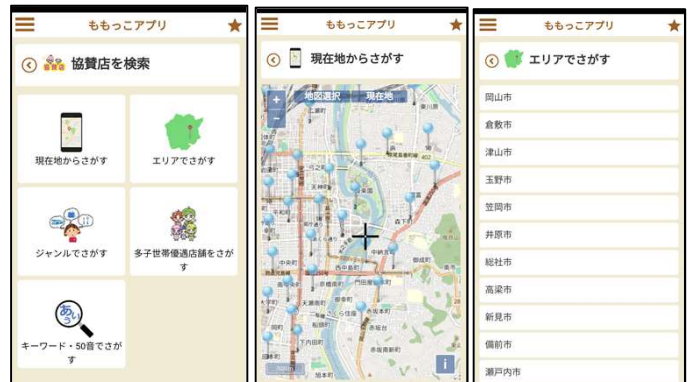 ももっこアプリ
協賛店を検索
現在地からさがす
エリアでさがす
ジャンルでさがす
多子世帯優遇店舗をさが
す
キーワード・50音でさが
す
ももっこアプリ
現在地からさがす
地図選択
現在地
ももっこアプリ
エリアでさがす
岡山市
倉敷市
津山市
玉野市
笠岡市
井原市
総社市
高梁市
新見市
備前市
瀬戸内市